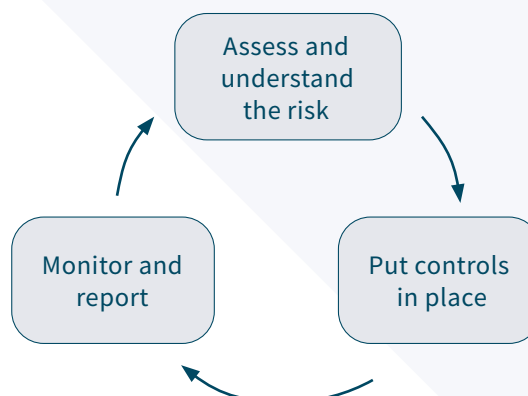 Assess and
understand
the risk
Monitor and
report
Put controls
in place